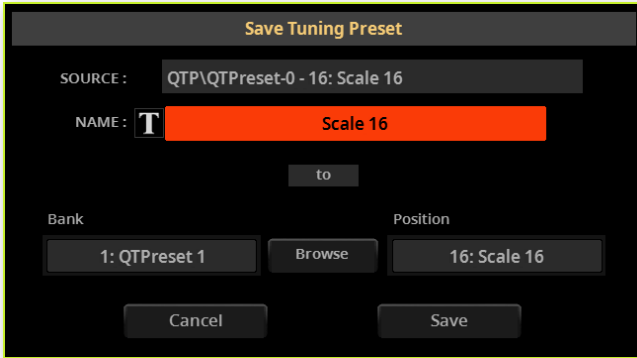 Save Tuning Preset
SOURCE : QTP\QTPreset-0 - 16: Scale 16
NAME : T Scale 16
to
Bank Position
1: QTPreset 1 Browse 16: Scale 16
Cancel Save